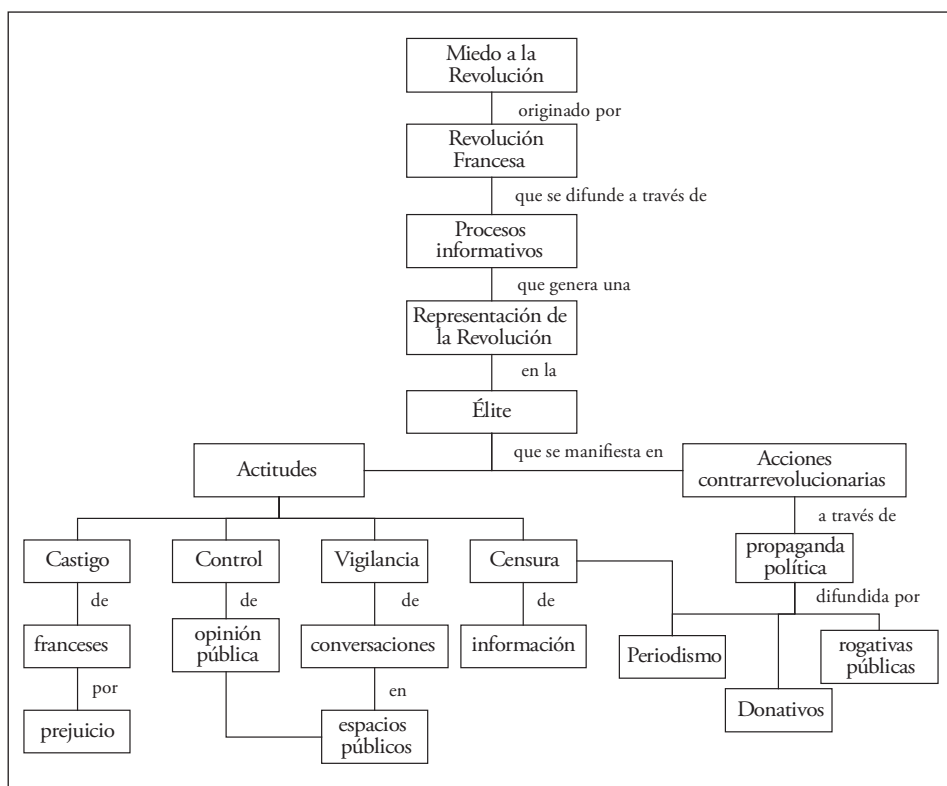 Miedo a la
Revolución
originado por
Revolución
Francesa
que se difunde a través de
Procesos
informativos
que genera una
Representación de
la Revolución
en la
Élite
que se manifiesta en
Actitudes
Acciones
contrarrevolucionarias
a través de
propaganda
política
difundida por
Castigo
Control
Vigilancia
Censura
de
de
de
de
franceses
opinión
pública
conversaciones
información
Periodismo
rogativas
públicas
por
en
prejuicio
espacios
públicos
Donativos